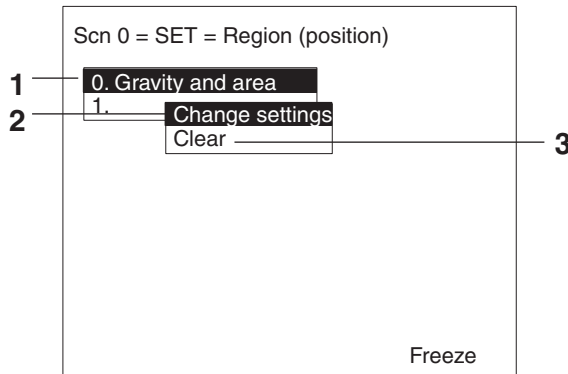 Scn 0 = SET = Region (position)
1
0. Gravity and area
1.
2
Change settings
Clear
3
Freeze